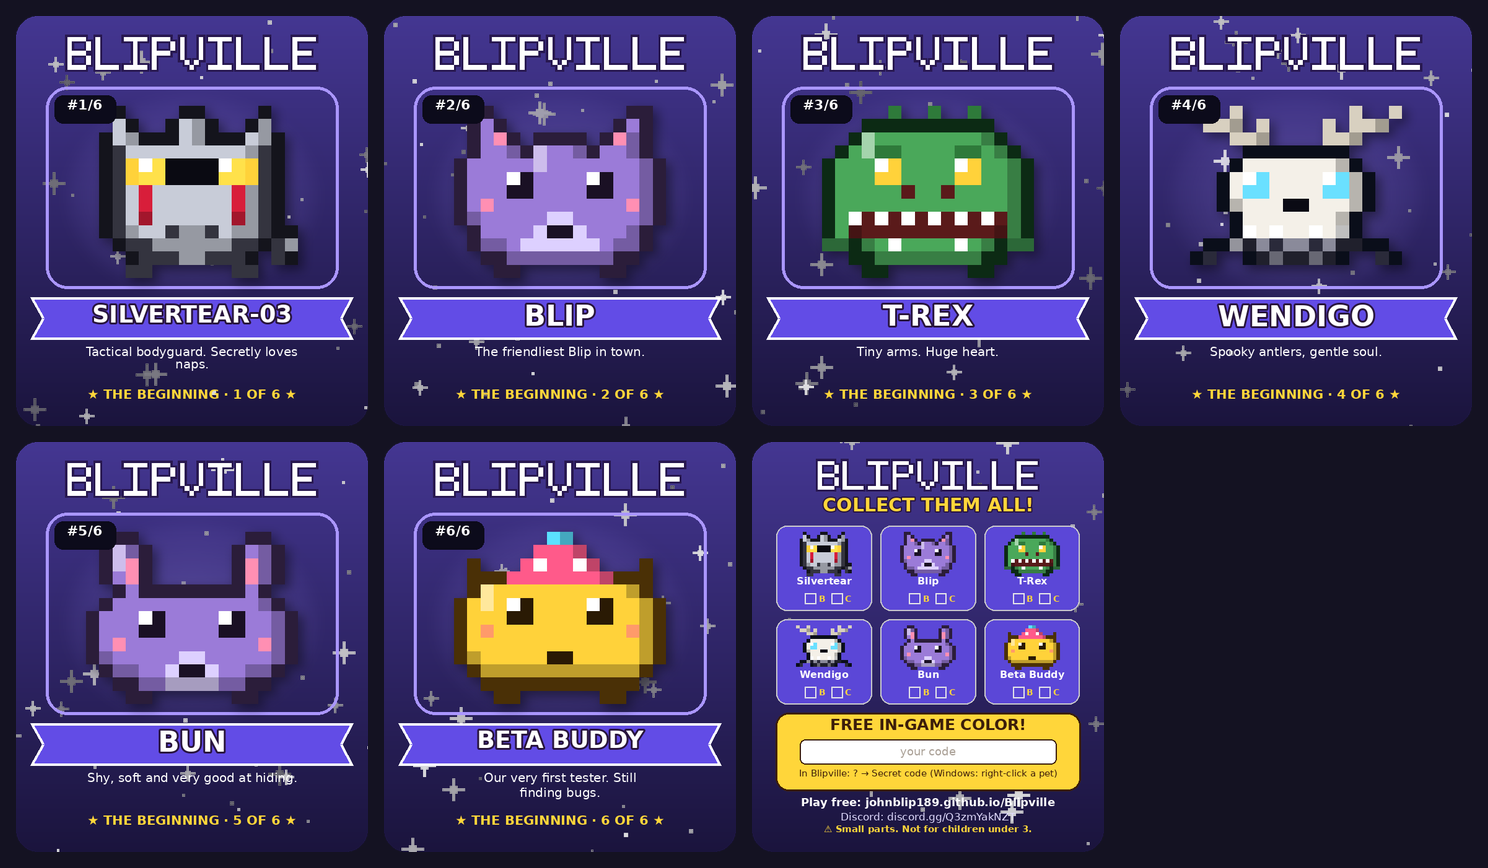 BLIPVILLE
#1/6
SILVERTEAR-03
Tactical bodyguard. Secretly loves
naps.
★ THE BEGINNING · 1 OF 6 ★
BLIPVILLE
#2/6
BLIP
The friendliest Blip in town.
★ THE BEGINNING · 2 OF 6 ★
BLIPVILLE
#3/6
T-REX
Tiny arms. Huge heart.
★ THE BEGINNING · 3 OF 6 ★
BLIPVILLE
#4/6
WENDIGO
Spooky antlers, gentle soul.
★ THE BEGINNING · 4 OF 6 ★
BLIPVILLE
#5/6
BUN
Shy, soft and very good at hiding.
★ THE BEGINNING · 5 OF 6 ★
BLIPVILLE
#6/6
BETA BUDDY
Our very first tester. Still
finding bugs.
★ THE BEGINNING · 6 OF 6 ★
BLIPVILLE
COLLECT THEM ALL!
Silvertear Blip T-Rex
B C B C B C
Wendigo Bun Beta Buddy
B C B C B C
FREE IN-GAME COLOR!
your code
In Blipville: ? → Secret code (Windows: right-click a pet)
Play free: johnblip189.github.io/Blipville
Discord:
⚠ Small parts. Not for children under 3.